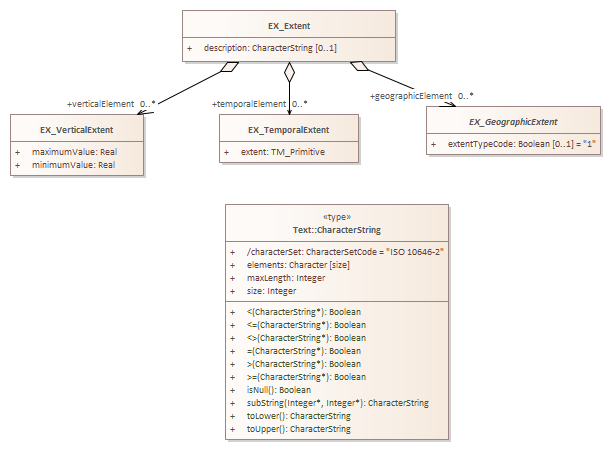 EX_Extent
+ description: CharacterString [0..1]
+verticalElement 0..*
+temporalElement 0..*
+geographicElement 0..*
EX_VerticalExtent
+ maximumValue: Real
+ minimumValue: Real
EX_TemporalExtent
+ extent: TM_Primitive
EX_GeographicExtent
+ extentTypeCode: Boolean [0..1] = "1"
«type»
Text::CharacterString
+ /characterSet: CharacterSetCode = "ISO 10646-2"
+ elements: Character [size]
+ maxLength: Integer
+ size: Integer
+ <(CharacterString*): Boolean
+ <=(CharacterString*): Boolean
+ <>(CharacterString*): Boolean
+ =(CharacterString*): Boolean
+ >(CharacterString*): Boolean
+ >=(CharacterString*): Boolean
+ isNull(): Boolean
+ subString(Integer*, Integer*): CharacterString
+ toLower(): CharacterString
+ toUpper(): CharacterString